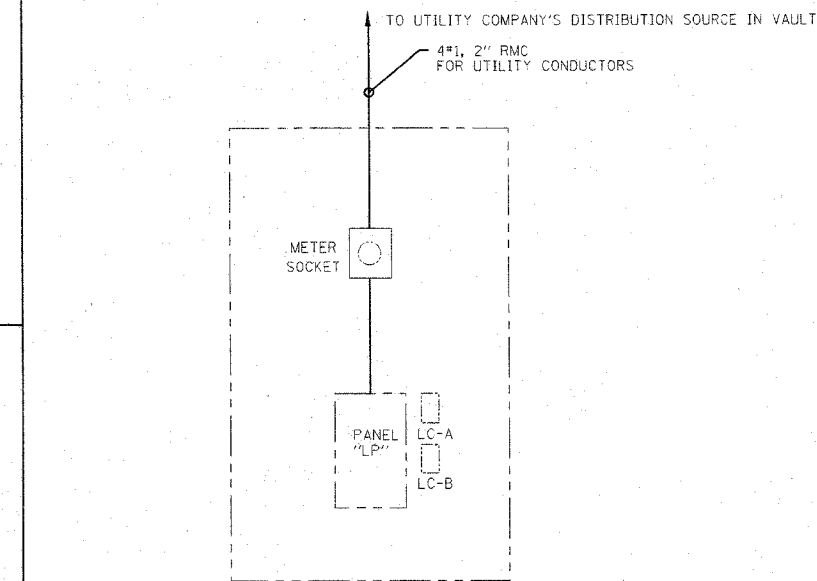 TO UTILITY COMPANY'S DISTRIBUTION SOURCE IN VAULT
4#1, 2" RMC
FOR UTILITY CONDUCTORS
METER
SOCKET
PANEL
"LP"
LC-A
LC-B